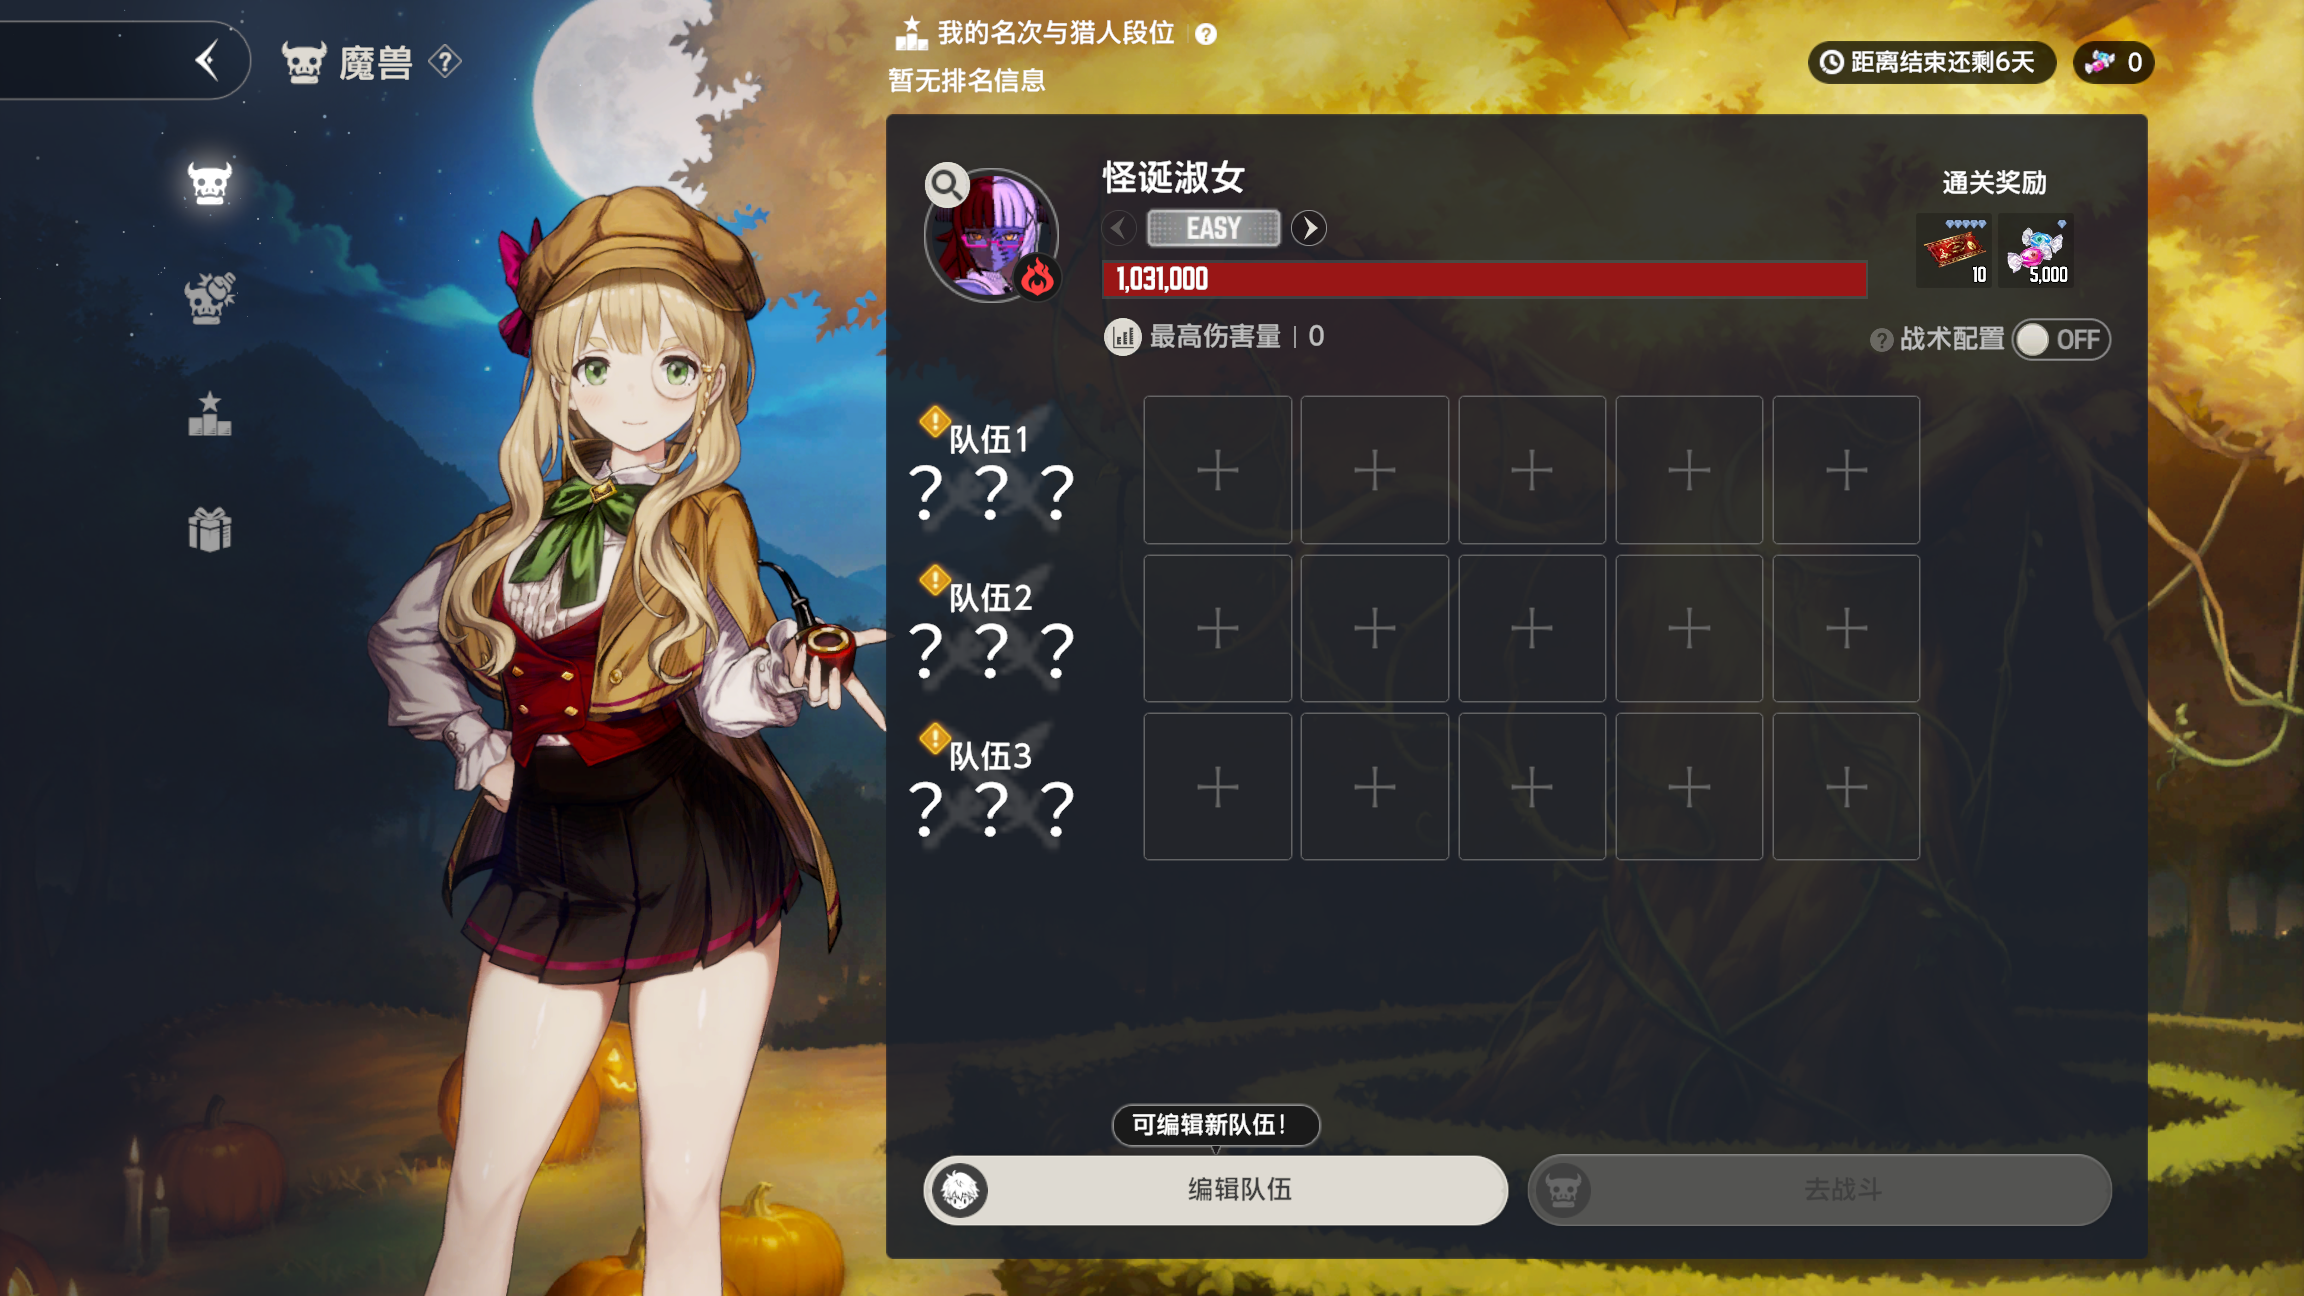 魔兽
?
我的名次与猎人段位 ?
暂无排名信息
距离结束还剩6天
0
怪诞淑女
EASY
1,031,000
通关奖励
10
5,000
最高伤害量 | 0
? 战术配置 OFF
队伍1
? ? ?
队伍2
? ? ?
队伍3
? ? ?
可编辑新队伍!
编辑队伍
去战斗